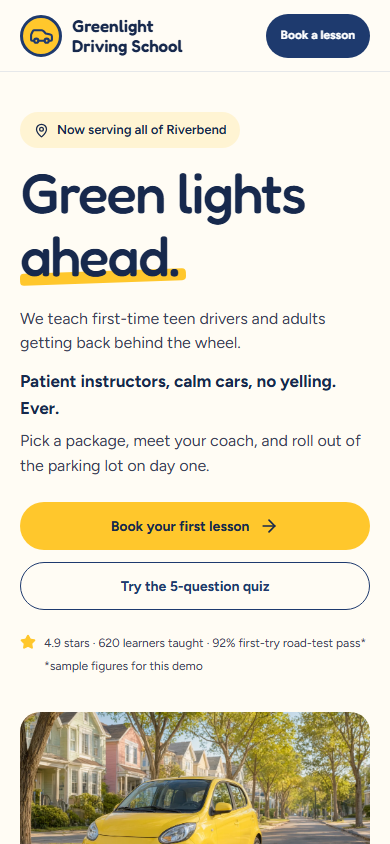 Greenlight
Driving School
Book a lesson
Now serving all of Riverbend
Green lights
ahead.
We teach first-time teen drivers and adults
getting back behind the wheel.
Patient instructors, calm cars, no yelling.
Ever.
Pick a package, meet your coach, and roll out of
the parking lot on day one.
Book your first lesson
Try the 5-question quiz
4.9 stars · 620 learners taught · 92% first-try road-test pass*
*sample figures for this demo